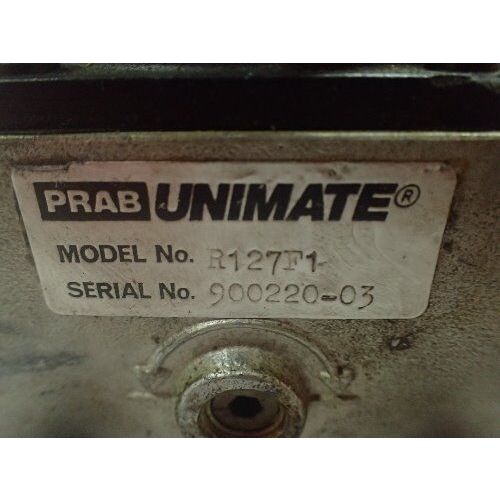 PRAB UNIMATE®
MODEL No. R127F1-
SERIAL No. 900220-03